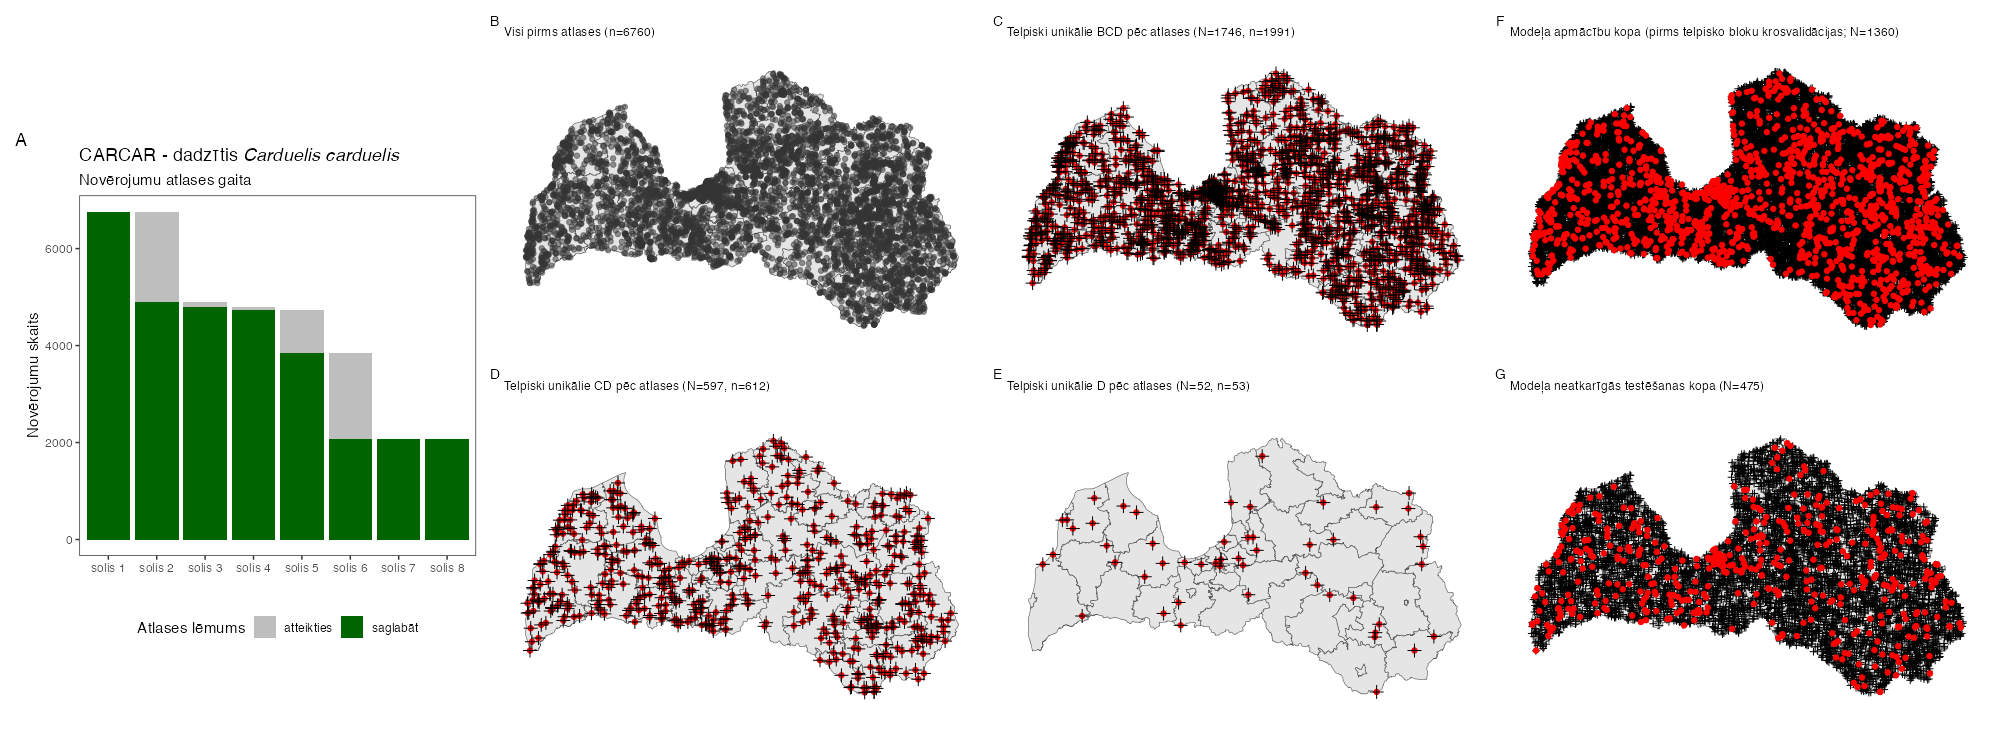 A
CARCAR - dadzītis Carduelis carduelis
Novērojumu atlases gaita
Novērojumu skaits
6000
4000
2000
0
solis 1
solis 2
solis 3
solis 4
solis 5
solis 6
solis 7
solis 8
Atlases lēmums
atteikties
saglabāt
B
Visi pirms atlases (n=6760)
C
Telpiski unikālie BCD pēc atlases (N=1746, n=1991)
F
Modeļa apmācību kopa (pirms telpisko bloku krosvalidācijas; N=1360)
D
Telpiski unikālie CD pēc atlases (N=597, n=612)
E
Telpiski unikālie D pēc atlases (N=52, n=53)
G
Modeļa neatkarīgās testēšanas kopa (N=475)